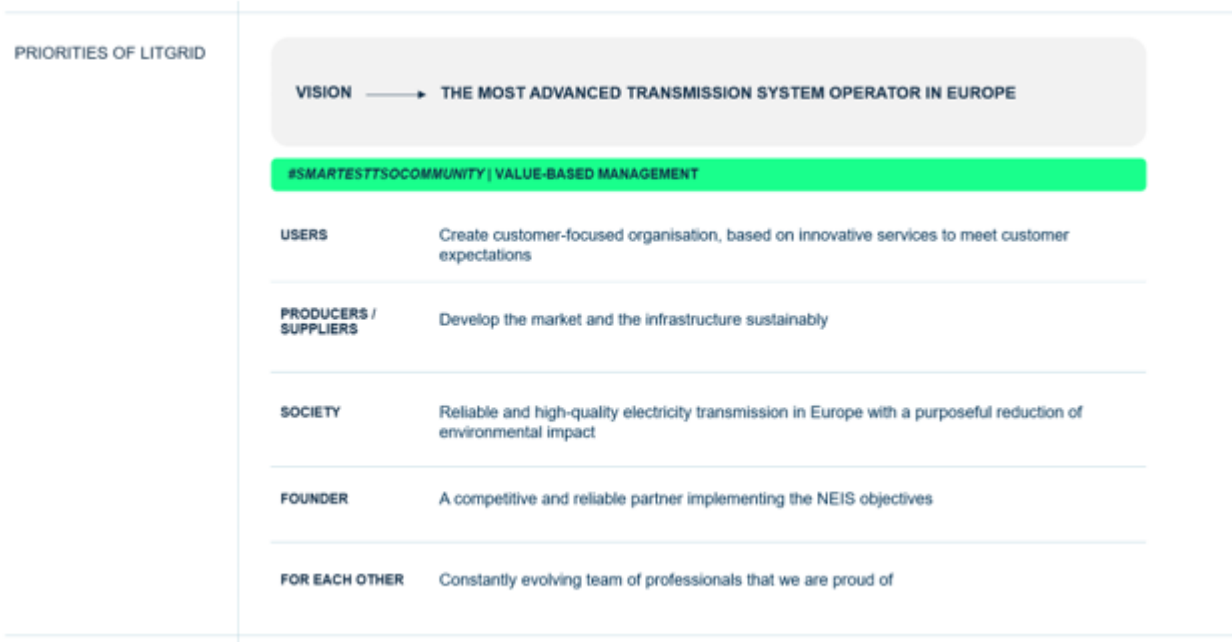 PRIORITIES OF LITGRID
VISION THE MOST ADVANCED TRANSMISSION SYSTEM OPERATOR IN EUROPE
#SMARTESTTSOCOMMUNITY | VALUE-BASED MANAGEMENT
USERS Create customer-focused organisation, based on innovative services to meet customer
expectations
PRODUCERS /
SUPPLIERS
Develop the market and the infrastructure sustainably
SOCIETY Reliable and high-quality electricity transmission in Europe with a purposeful reduction of
environmental impact
FOUNDER A competitive and reliable partner implementing the NEIS objectives
FOR EACH OTHER Constantly evolving team of professionals that we are proud of